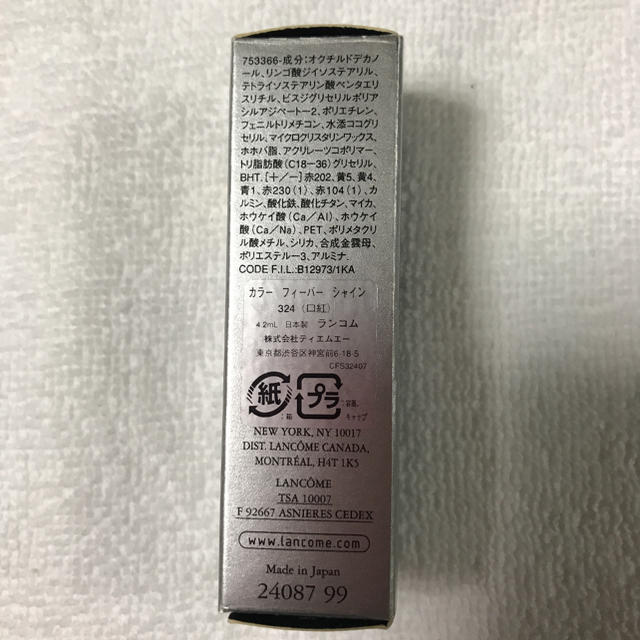 753366-成分:オクチルドデカノ
ール、リンゴ酸ジイソステアリル、
テトライソステアリン酸ペンタエリ
スリチル、ビスジグリセリルポリア
シルアジペート-2、ポリエチレン、
フェニルトリメチコン、水添ココグリ
セリル、マイクロクリスタリンワックス、
ホホバ脂、アクリレーツコポリマー、
トリ脂肪酸(C18-36)グリセリル、
BHT. [+/-]赤202、黄5、黄4、
青1、赤230(1)、赤104(1)、カ
ルミン、酸化鉄、酸化チタン、マイカ、
ホウケイ酸(Ca/Al)、ホウケイ
酸(Ca/Na)、PET、ポリメタクリ
ル酸メチル、シリカ、合成金雲母、
ポリエステルー3、アルミナ.
CODE F.I.L.:B12973/1KA
カラー フィーバー シャイン
324 (口紅)
4.2mL 日本製 ランコム
株式会社ティエムエー
東京都渋谷区神宮前6-18-5
CFS32407
紙 プラ
:箱 :容器、
キャップ
NEW YORK, NY 10017
DIST. LANCÔME CANADA,
MONTRÉAL, H4T 1K5
LANCÔME
TSA 10007
F 92667 ASNIERES CEDEX
www.lancome.com
Made in Japan
24087 99